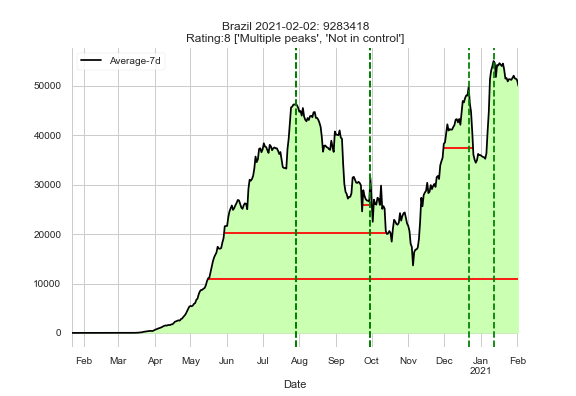 Brazil 2021-02-02: 9283418
Rating:8 ['Multiple peaks', 'Not in control']
Average-7d
50000
40000
30000
20000
10000
0
Feb Mar Apr May Jun Jul Aug Sep Oct Nov Dec Jan Feb
2021
Date